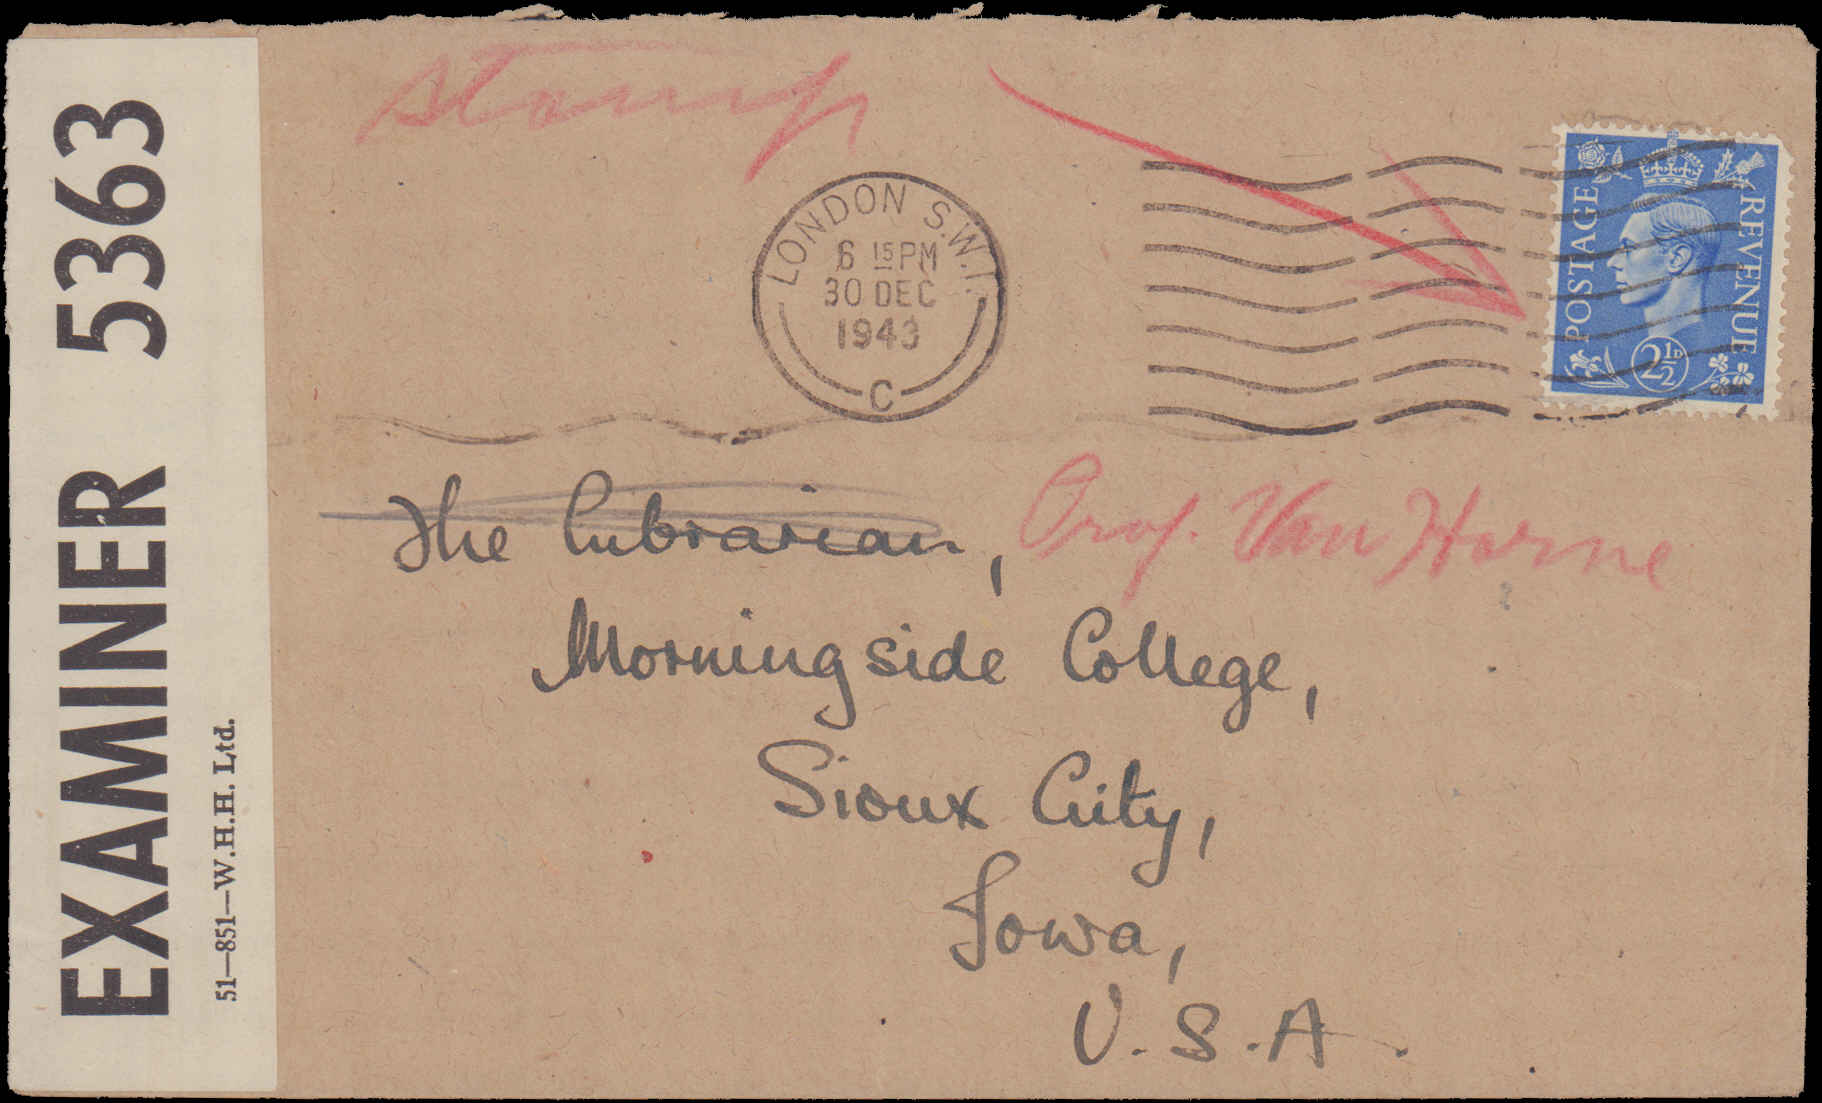 EXAMINER 5363
51—851—W.H.H. Ltd.
stamp
LONDON S.W.1.
6 15 PM
30 DEC
1943
C
POSTAGE
REVENUE
2½D
The Librarian, Prof. Van Horne
Morningside College,
Sioux City,
Iowa,
U.S.A.